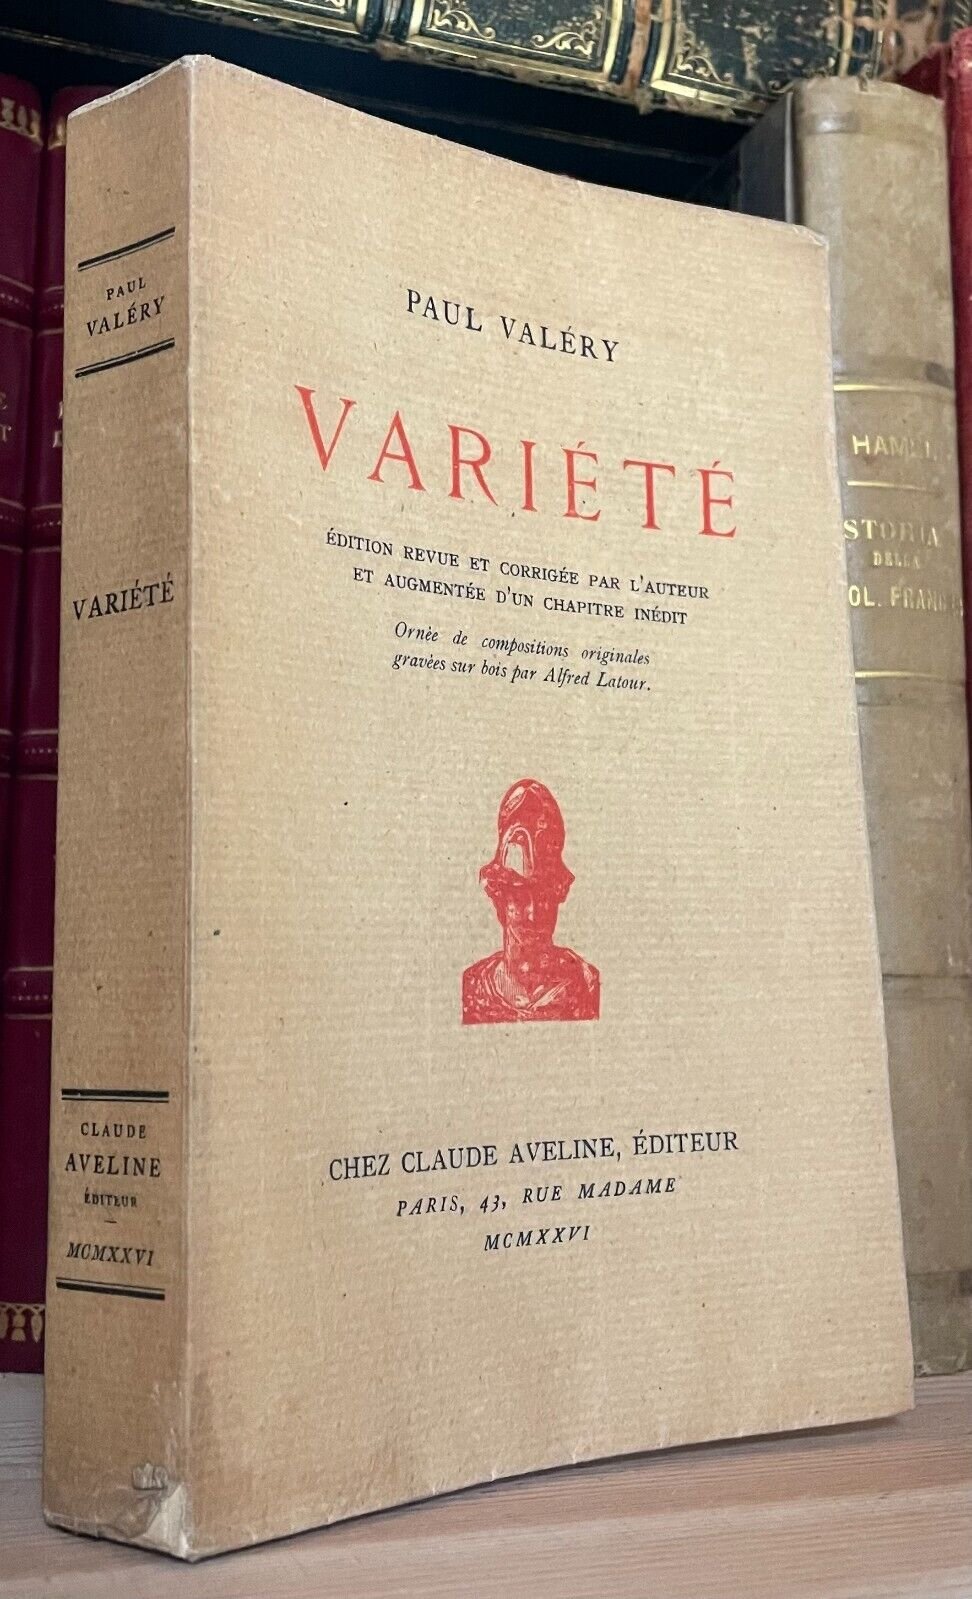 PAUL
VALÉRY
VARIÉTÉ
CLAUDE
AVELINE
ÉDITEUR
MCMXXVI
PAUL VALÉRY
VARIÉTÉ
ÉDITION REVUE ET CORRIGÉE PAR L'AUTEUR
ET AUGMENTÉE D'UN CHAPITRE INÉDIT
Ornée de compositions originales
gravées sur bois par Alfred Latour.
CHEZ CLAUDE AVELINE, ÉDITEUR
PARIS, 43, RUE MADAME
MCMXXVI
STORIA
DELLA